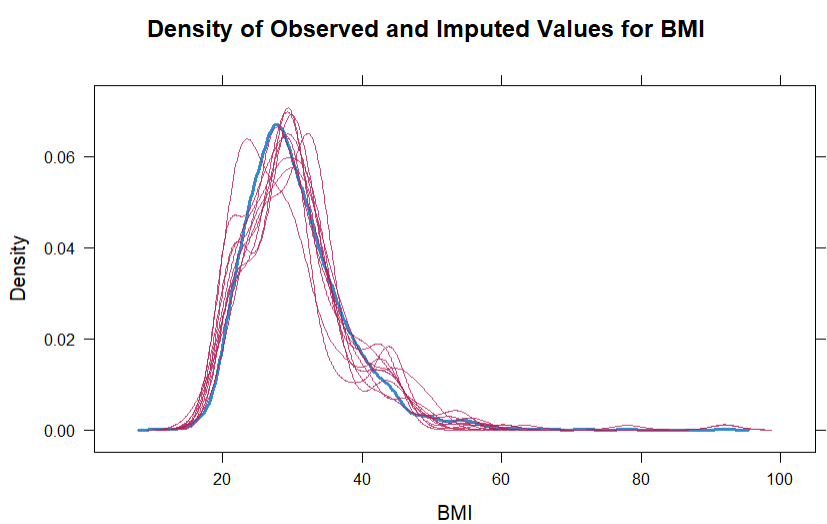 Density of Observed and Imputed Values for BMI
Density
0.06
0.04
0.02
0.00
20 40 60 80 100
BMI